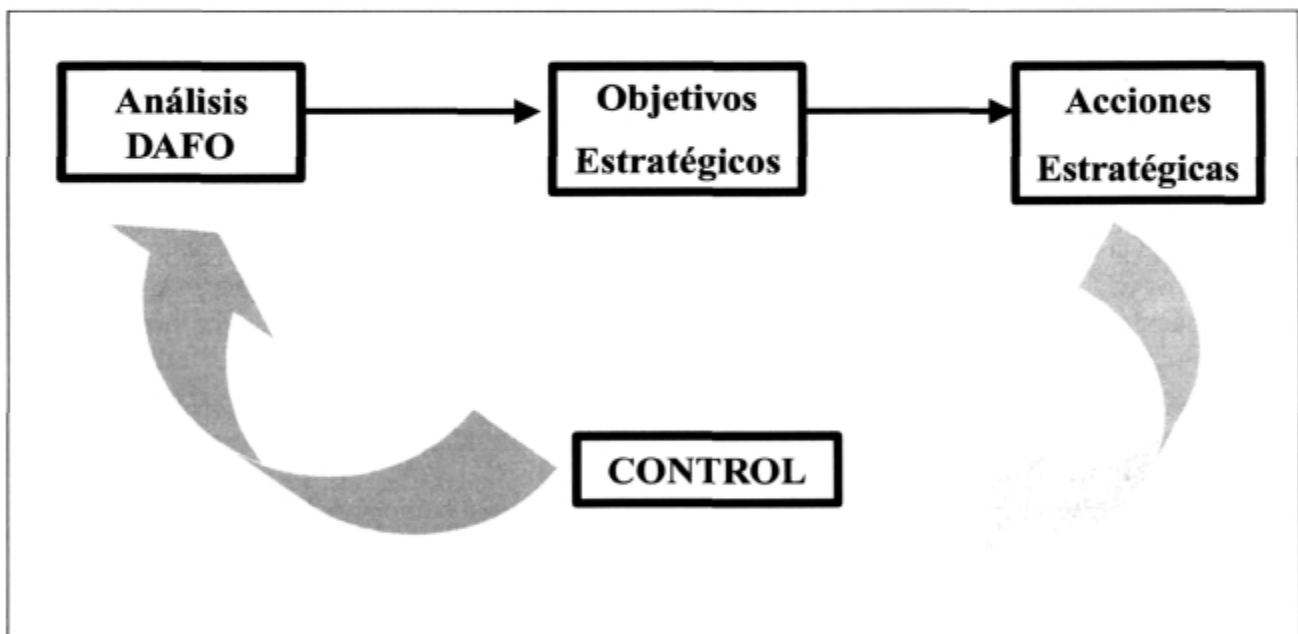 Análisis
DAFO
Objetivos
Estratégicos
Acciones
Estratégicas
CONTROL